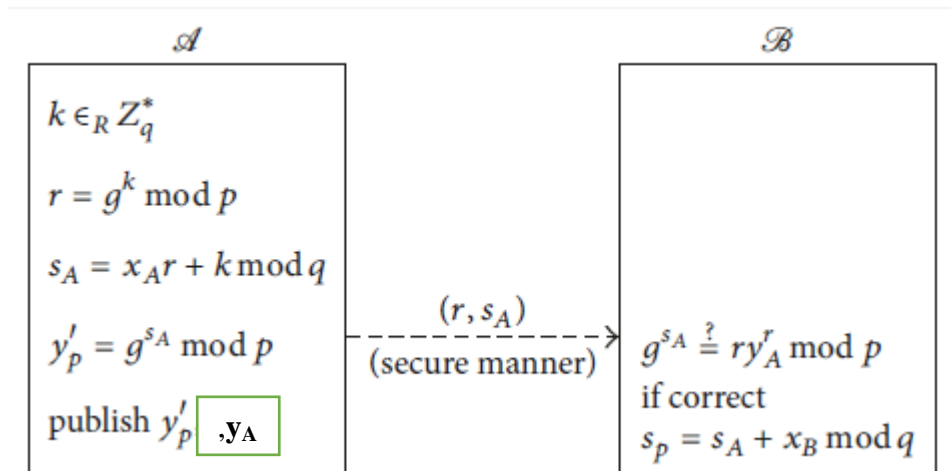 𝒜
k ∈_R Z_q^*
r = g^k mod p
s_A = x_A r + k mod q
y'_p = g^{s_A} mod p
publish y'_p ,y_A
(r, s_A)
(secure manner)
ℬ
g^{s_A} ≟ r y_A^r mod p
if correct
s_p = s_A + x_B mod q